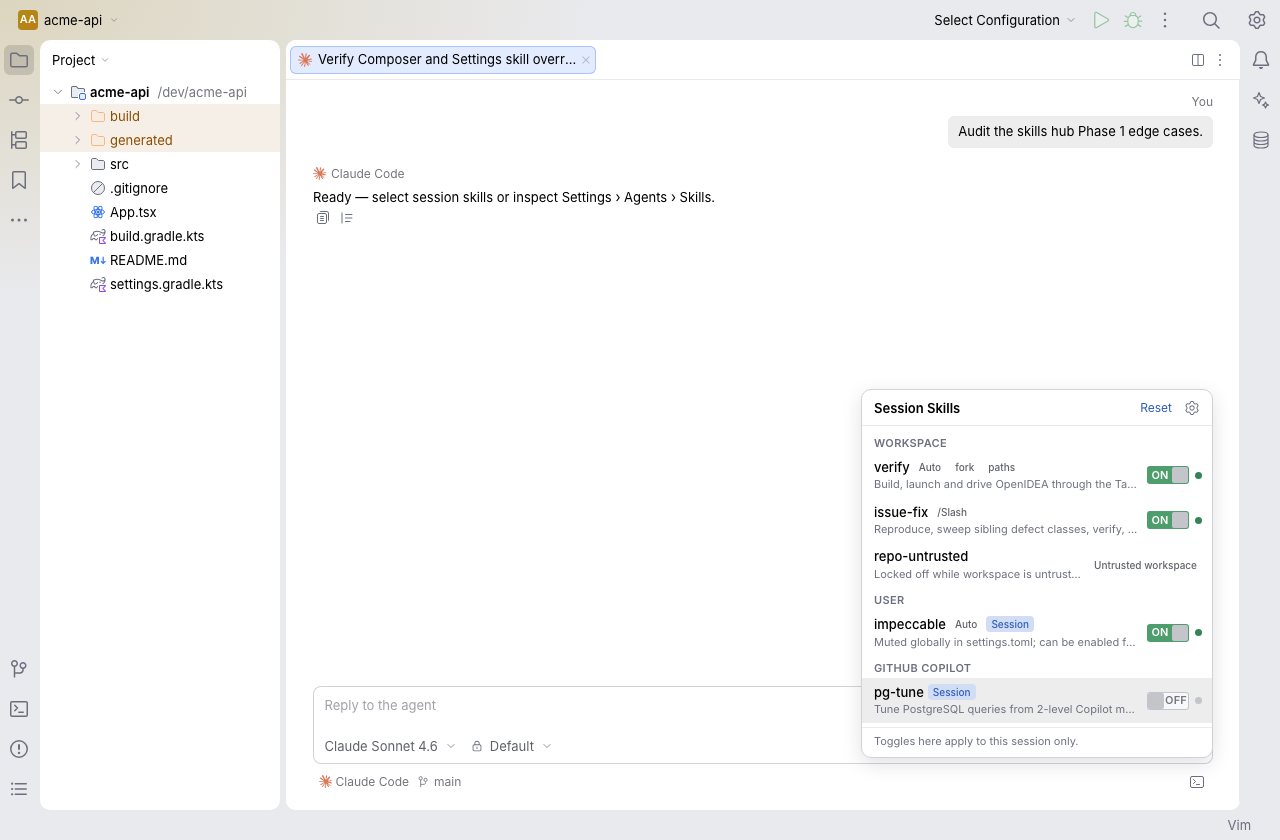 AA acme-api
Select Configuration
Project
Verify Composer and Settings skill overr...
acme-api /dev/acme-api
build
generated
src
.gitignore
App.tsx
build.gradle.kts
M↓ README.md
settings.gradle.kts
You
Audit the skills hub Phase 1 edge cases.
Claude Code
Ready — select session skills or inspect Settings › Agents › Skills.
Session Skills Reset
WORKSPACE
verify Auto fork paths
Build, launch and drive OpenIDEA through the Ta...
ON
issue-fix /Slash
Reproduce, sweep sibling defect classes, verify, ...
ON
repo-untrusted
Locked off while workspace is untrust...
Untrusted workspace
USER
impeccable Auto Session
Muted globally in settings.toml; can be enabled f...
ON
GITHUB COPILOT
pg-tune Session
Tune PostgreSQL queries from 2-level Copilot m...
OFF
Toggles here apply to this session only.
Reply to the agent
Claude Sonnet 4.6 Default
Claude Code main
Vim